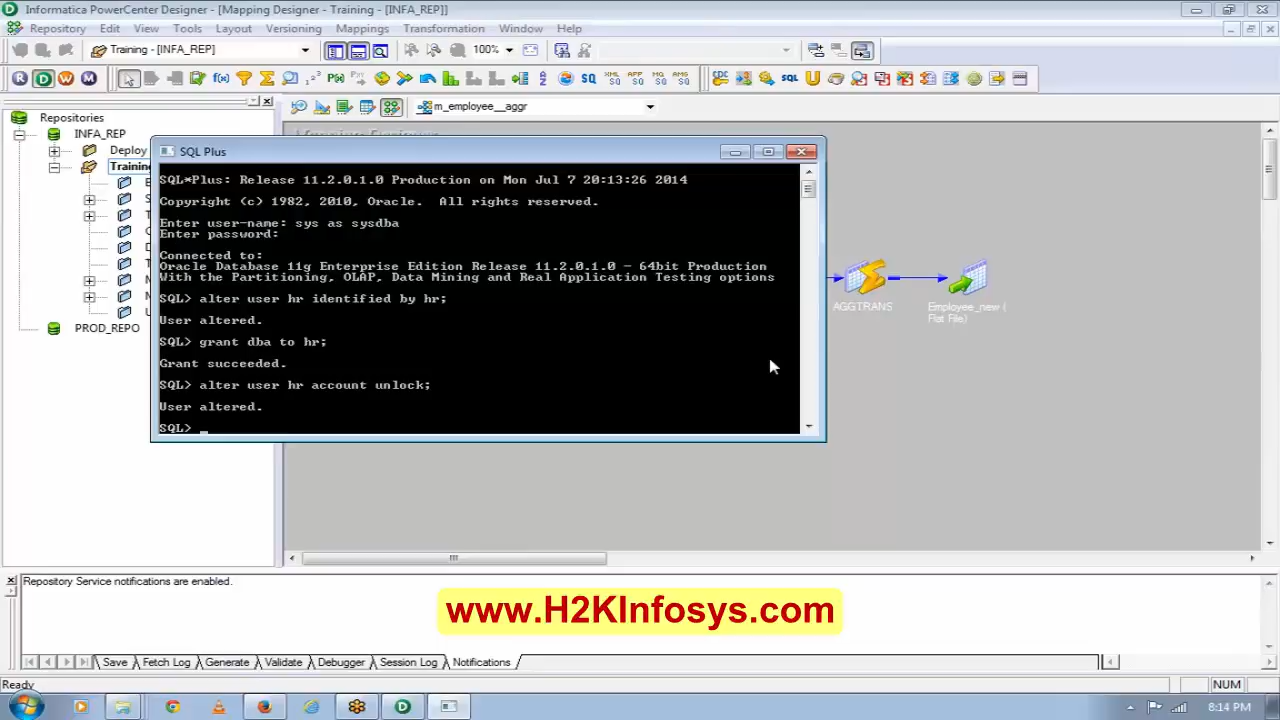 Informatica PowerCenter Designer - [Mapping Designer - Training - [INFA_REP]]
Repository Edit View Tools Layout Versioning Mappings Transformation Window Help
Training - [INFA_REP] 100%
m_employee__aggr
Repositories
INFA_REP
Deploy
Training
PROD_REPO
SQL Plus
SQL*Plus: Release 11.2.0.1.0 Production on Mon Jul 7 20:13:26 2014
Copyright (c) 1982, 2010, Oracle. All rights reserved.
Enter user-name: sys as sysdba
Enter password:
Connected to:
Oracle Database 11g Enterprise Edition Release 11.2.0.1.0 - 64bit Production
With the Partitioning, OLAP, Data Mining and Real Application Testing options
SQL> alter user hr identified by hr;
User altered.
SQL> grant dba to hr;
Grant succeeded.
SQL> alter user hr account unlock;
User altered.
SQL> _
AGGTRANS
Employee_new (
Flat File)
Repository Service notifications are enabled.
www.H2KInfosys.com
Save Fetch Log Generate Validate Debugger Session Log Notifications
Ready NUM
8:14 PM